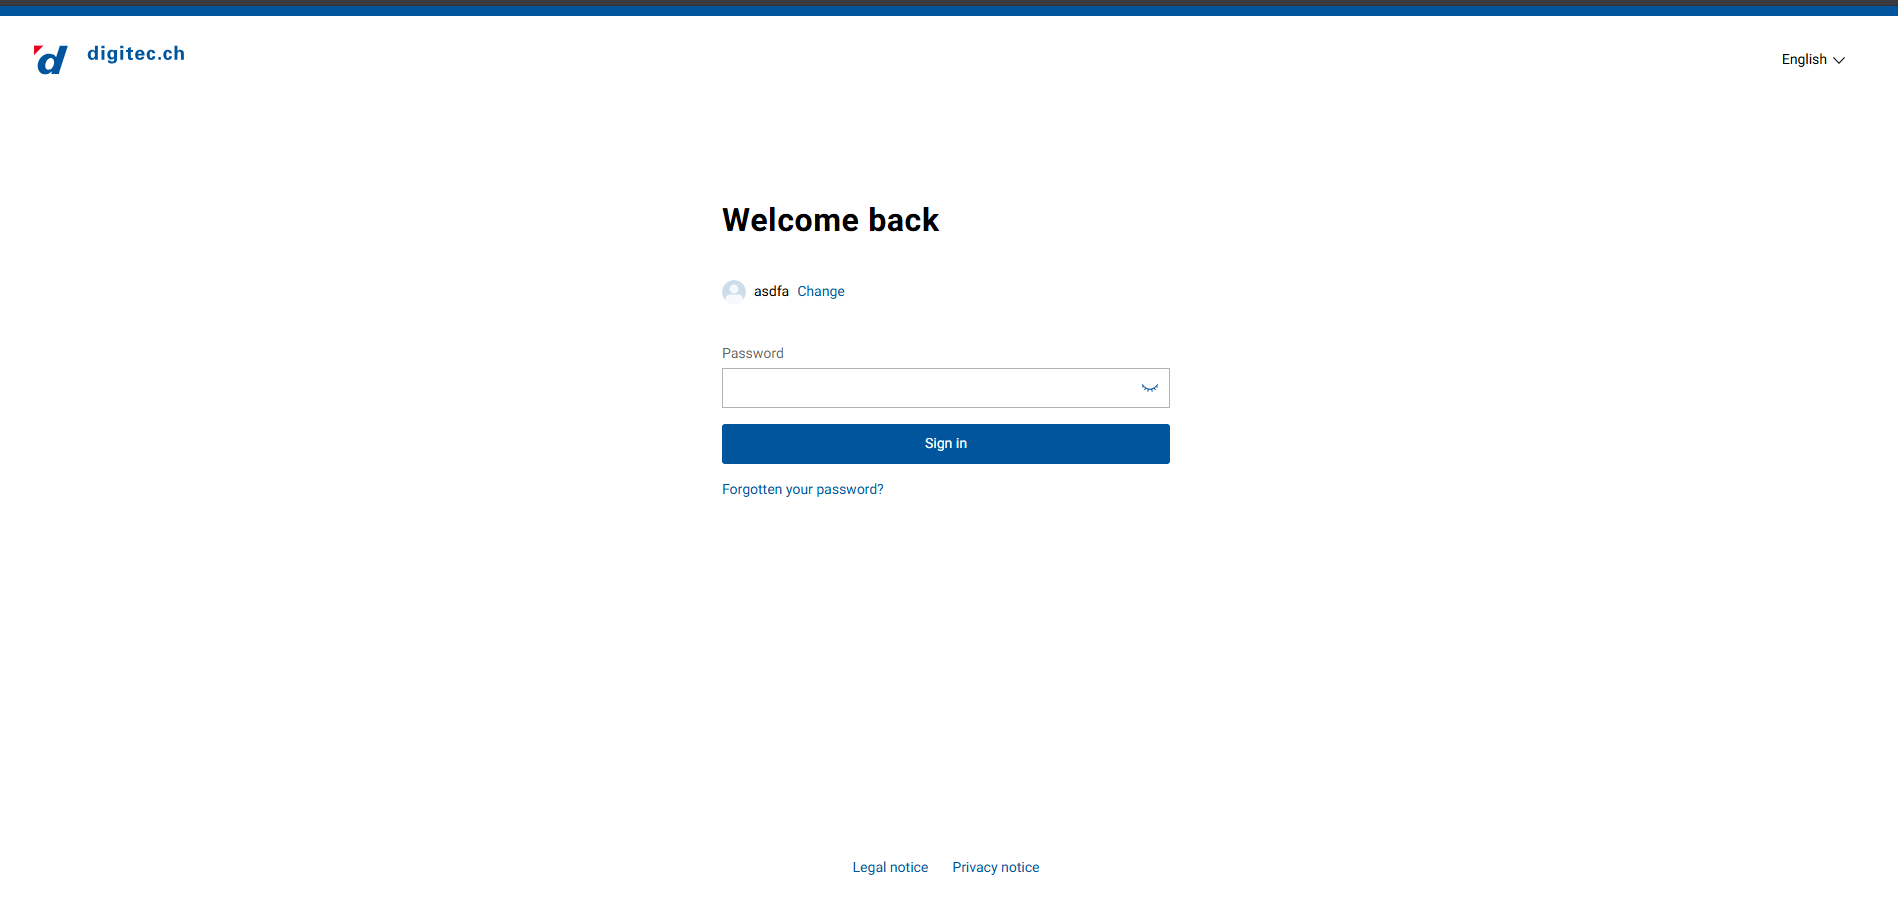 digitec.ch
English
Welcome back
asdfa Change
Password
Sign in
Forgotten your password?
Legal notice Privacy notice